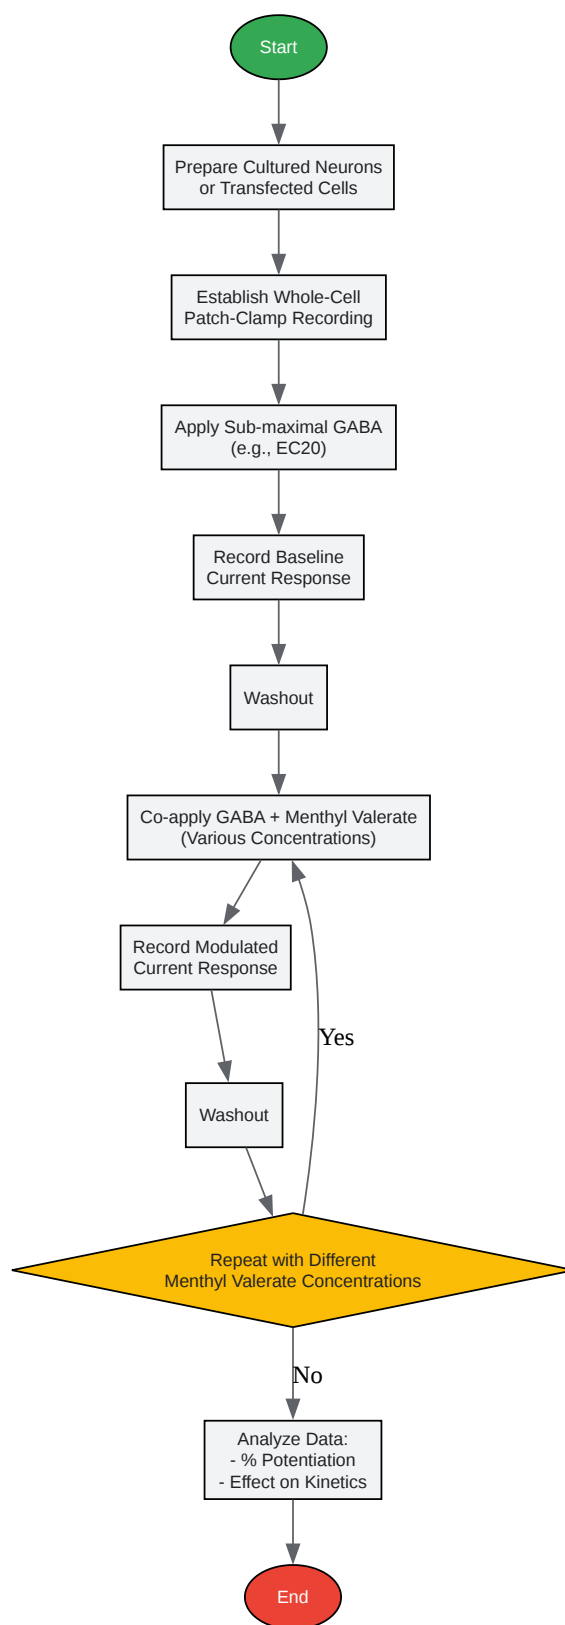 Start
Prepare Cultured Neurons
or Transfected Cells
Establish Whole-Cell
Patch-Clamp Recording
Apply Sub-maximal GABA
(e.g., EC20)
Record Baseline
Current Response
Washout
Co-apply GABA + Menthyl Valerate
(Various Concentrations)
Record Modulated
Current Response
Yes
Washout
Repeat with Different
Menthyl Valerate Concentrations
No
Analyze Data:
- % Potentiation
- Effect on Kinetics
End